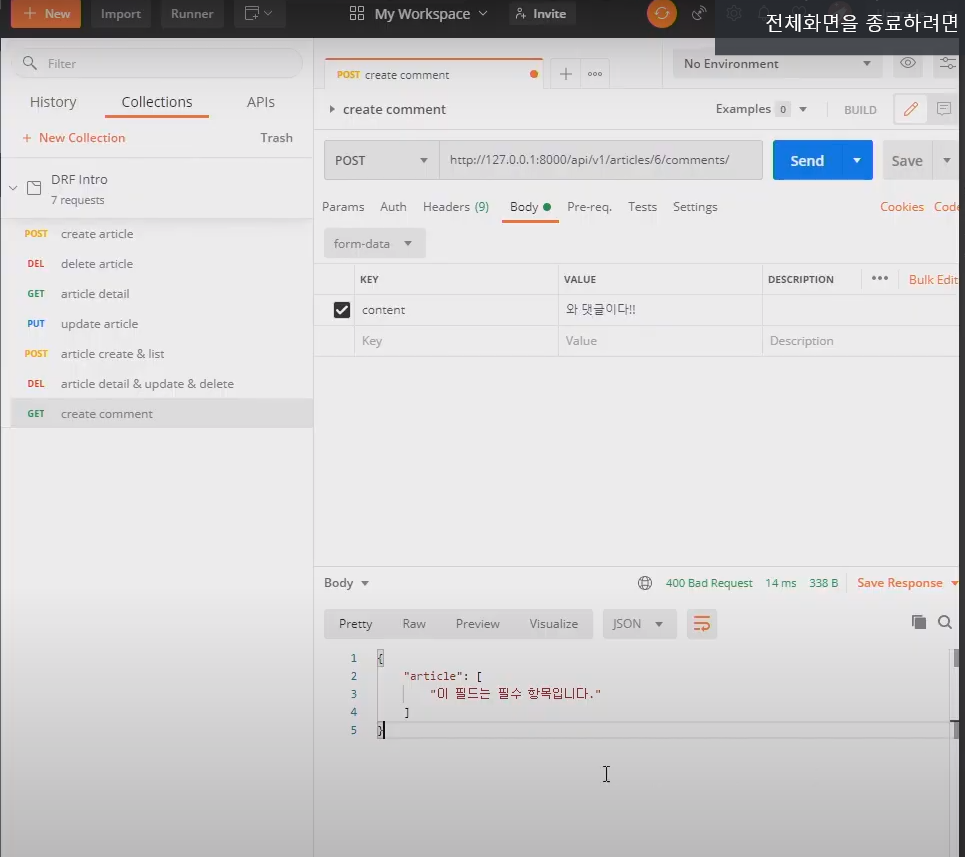 New Import Runner My Workspace Invite
전체화면을 종료하려면
Filter
History Collections APIs
+ New Collection Trash
DRF Intro
7 requests
POST create article
DEL delete article
GET article detail
PUT update article
POST article create & list
DEL article detail & update & delete
GET create comment
POST create comment
No Environment
create comment
Examples 0 BUILD
POST http://127.0.0.1:8000/api/v1/articles/6/comments/ Send Save
Params Auth Headers (9) Body Pre-req. Tests Settings Cookies Code
form-data
KEY VALUE DESCRIPTION ••• Bulk Edit
content 와 댓글이다!!
Key Value Description
Body 400 Bad Request 14 ms 338 B Save Response
Pretty Raw Preview Visualize JSON
1 {
2 "article": [
3 "이 필드는 필수 항목입니다."
4 ]
5 }